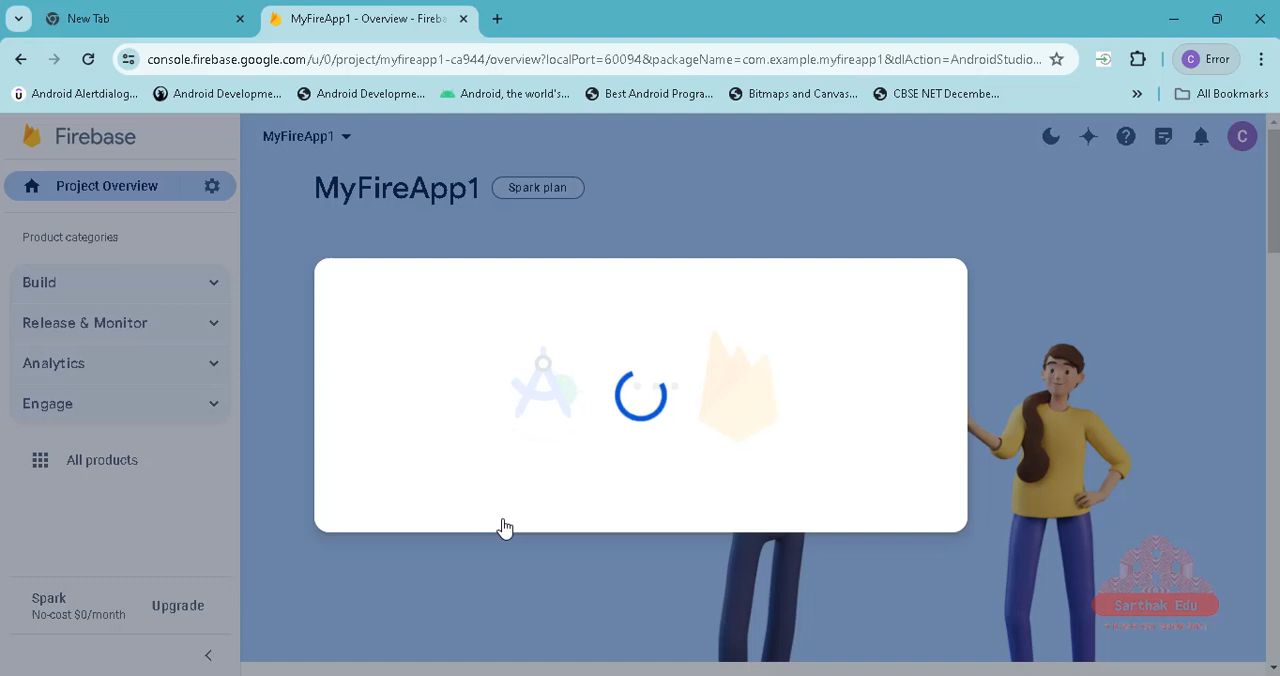 New Tab
MyFireApp1 - Overview - Fireba
console.firebase.google.com/u/0/project/myfireapp1-ca944/overview?localPort=60094&packageName=com.example.myfireapp1&dlAction=AndroidStudio...
C Error
Android Alertdialog...
Android Developme...
Android Developme...
Android, the world's...
Best Android Progra...
Bitmaps and Canvas...
CBSE NET Decembe...
All Bookmarks
Firebase
MyFireApp1
C
Project Overview
MyFireApp1
Spark plan
Product categories
Build
Release & Monitor
Analytics
Engage
All products
Spark
No-cost $0/month
Upgrade
Sarthak Edu